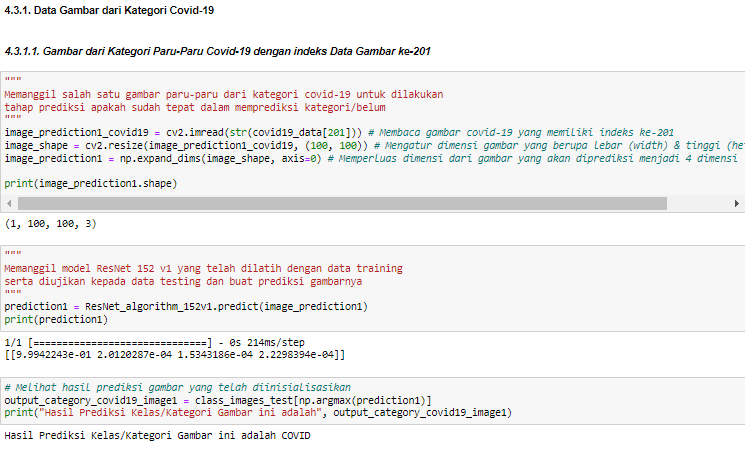 4.3.1. Data Gambar dari Kategori Covid-19
4.3.1.1. Gambar dari Kategori Paru-Paru Covid-19 dengan indeks Data Gambar ke-201
"""
Memanggil salah satu gambar paru-paru dari kategori covid-19 untuk dilakukan
tahap prediksi apakah sudah tepat dalam memprediksi kategori/belum
"""
image_prediction1_covid19 = cv2.imread(str(covid19_data[201])) # Membaca gambar covid-19 yang memiliki indeks ke-201
image_shape = cv2.resize(image_prediction1_covid19, (100, 100)) # Mengatur dimensi gambar yang berupa lebar (width) & tinggi (he
image_prediction1 = np.expand_dims(image_shape, axis=0) # Memperluas dimensi dari gambar yang akan diprediksi menjadi 4 dimensi
print(image_prediction1.shape)
(1, 100, 100, 3)
"""
Memanggil model ResNet 152 v1 yang telah dilatih dengan data training
serta diujikan kepada data testing dan buat prediksi gambarnya
"""
prediction1 = ResNet_algorithm_152v1.predict(image_prediction1)
print(prediction1)
1/1 [==============================] - 0s 214ms/step
[[9.9942243e-01 2.0120287e-04 1.5343186e-04 2.2298394e-04]]
# Melihat hasil prediksi gambar yang telah diinisialisasikan
output_category_covid19_image1 = class_images_test[np.argmax(prediction1)]
print("Hasil Prediksi Kelas/Kategori Gambar ini adalah", output_category_covid19_image1)
Hasil Prediksi Kelas/Kategori Gambar ini adalah COVID